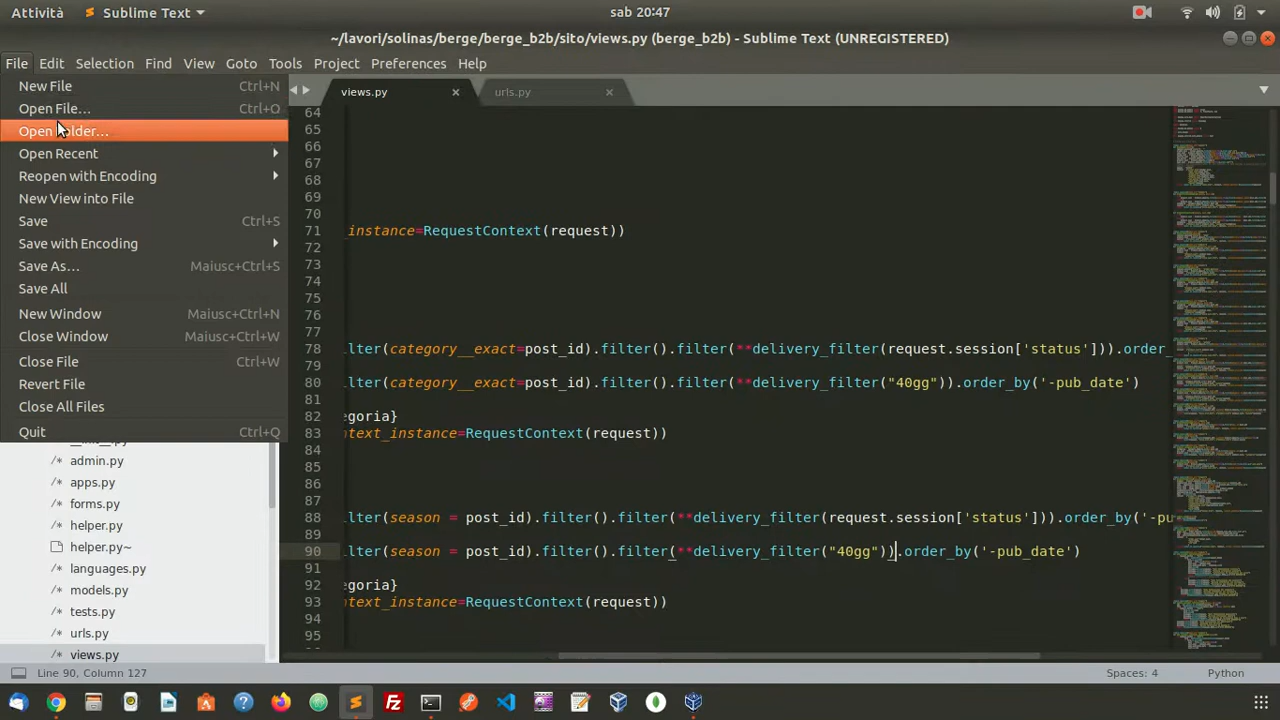 Attività
Sublime Text
sab 20:47
~/lavori/solinas/berge/berge_b2b/sito/views.py (berge_b2b) - Sublime Text (UNREGISTERED)
File Edit Selection Find View Goto Tools Project Preferences Help
New File Ctrl+N
Open File… Ctrl+O
Open Folder…
Open Recent
Reopen with Encoding
New View into File
Save Ctrl+S
Save with Encoding
Save As… Maiusc+Ctrl+S
Save All
New Window Maiusc+Ctrl+N
Close Window Maiusc+Ctrl+W
Close File Ctrl+W
Revert File
Close All Files
Quit Ctrl+Q
admin.py
apps.py
forms.py
helper.py
helper.py~
languages.py
models.py
tests.py
urls.py
views.py
views.py urls.py
64
65
66
67
68
69
70
71 _instance=RequestContext(request))
72
73
74
75
76
77
78 ilter(category__exact=post_id).filter().filter(**delivery_filter(request.session['status'])).order_
79
80 ilter(category__exact=post_id).filter().filter(**delivery_filter("40gg")).order_by('-pub_date')
81
82 egoria}
83 ntext_instance=RequestContext(request))
84
85
86
87
88 ilter(season = post_id).filter().filter(**delivery_filter(request.session['status'])).order_by('-pu
89
90 ilter(season = post_id).filter().filter(**delivery_filter("40gg")).order_by('-pub_date')
91
92 egoria}
93 ntext_instance=RequestContext(request))
94
95
Line 90, Column 127
Spaces: 4
Python